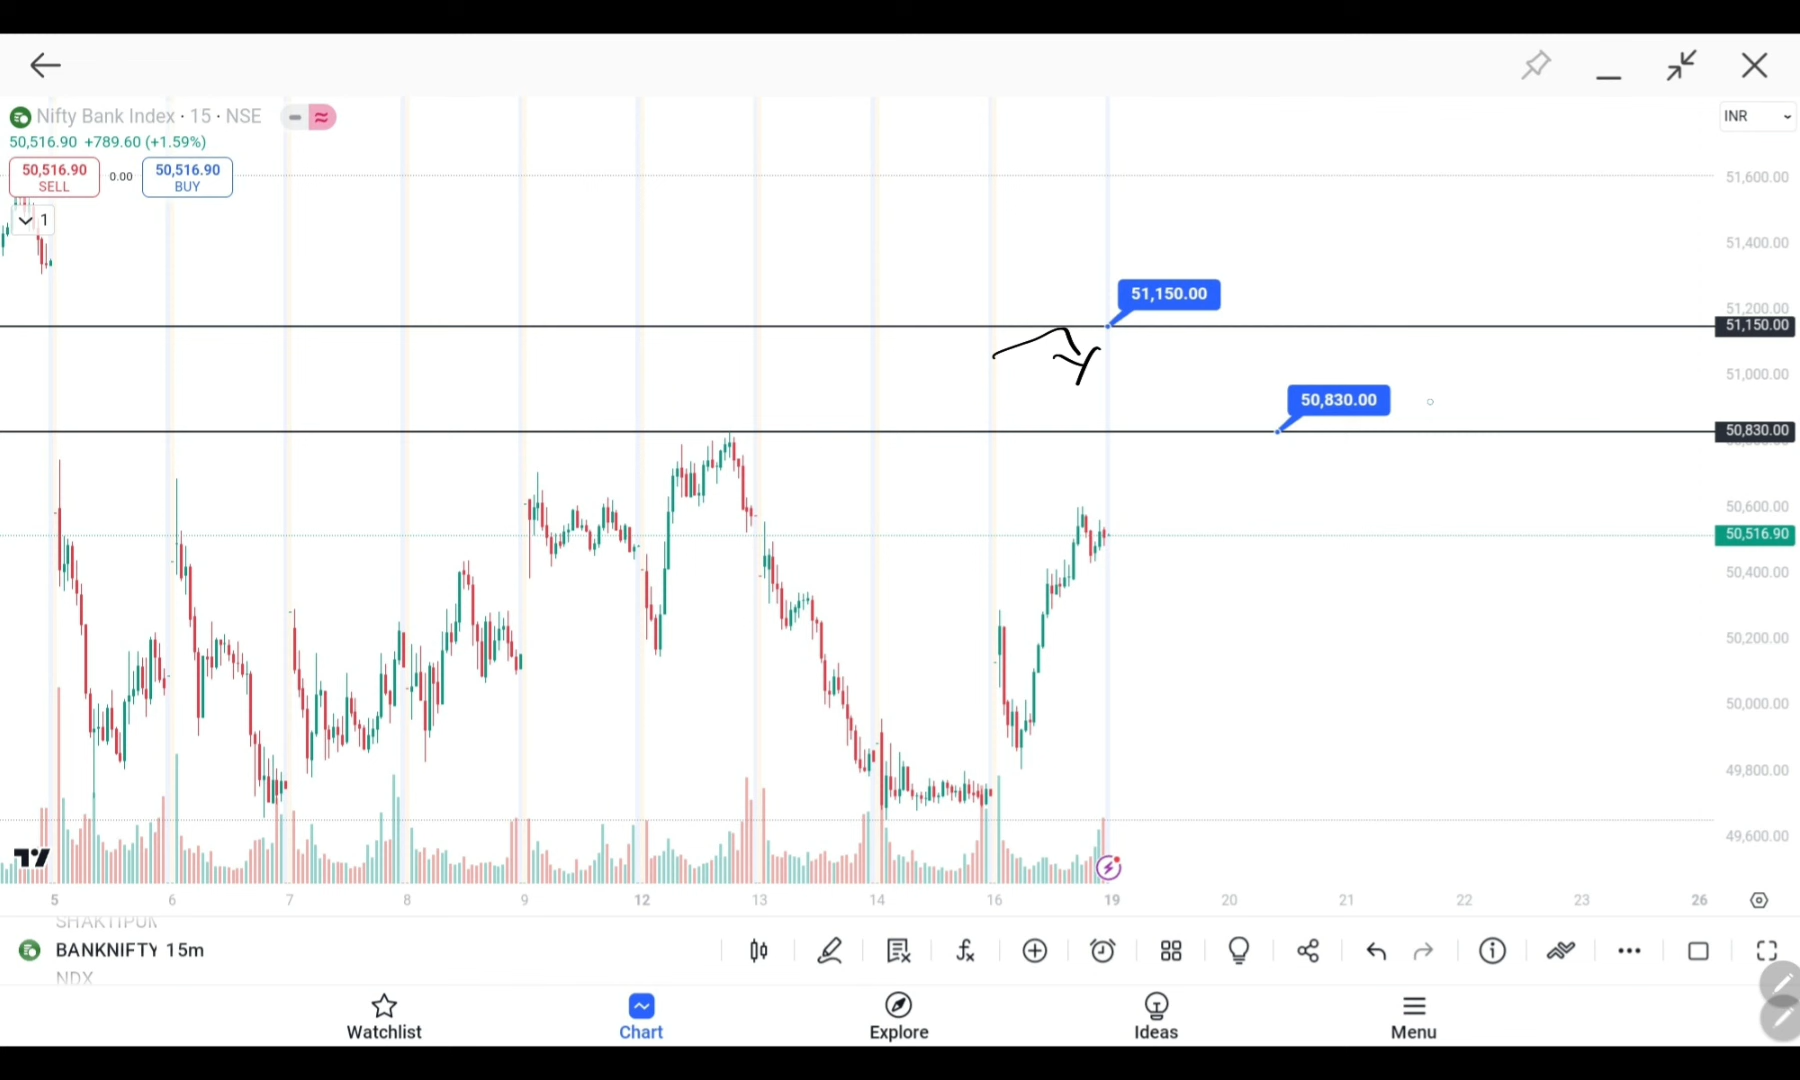 Nifty Bank Index · 15 · NSE
INR
50,516.90 +789.60 (+1.59%)
50,516.90 SELL
0.00
50,516.90 BUY
1
51,600.00
51,400.00
51,200.00
51,150.00
51,150.00
51,000.00
50,830.00
50,830.00
50,600.00
50,516.90
50,400.00
50,200.00
50,000.00
49,800.00
49,600.00
5 6 7 8 9 12 13 14 16 19 20 21 22 23 26
BANKNIFTY 15m
NDX
Watchlist Chart Explore Ideas Menu